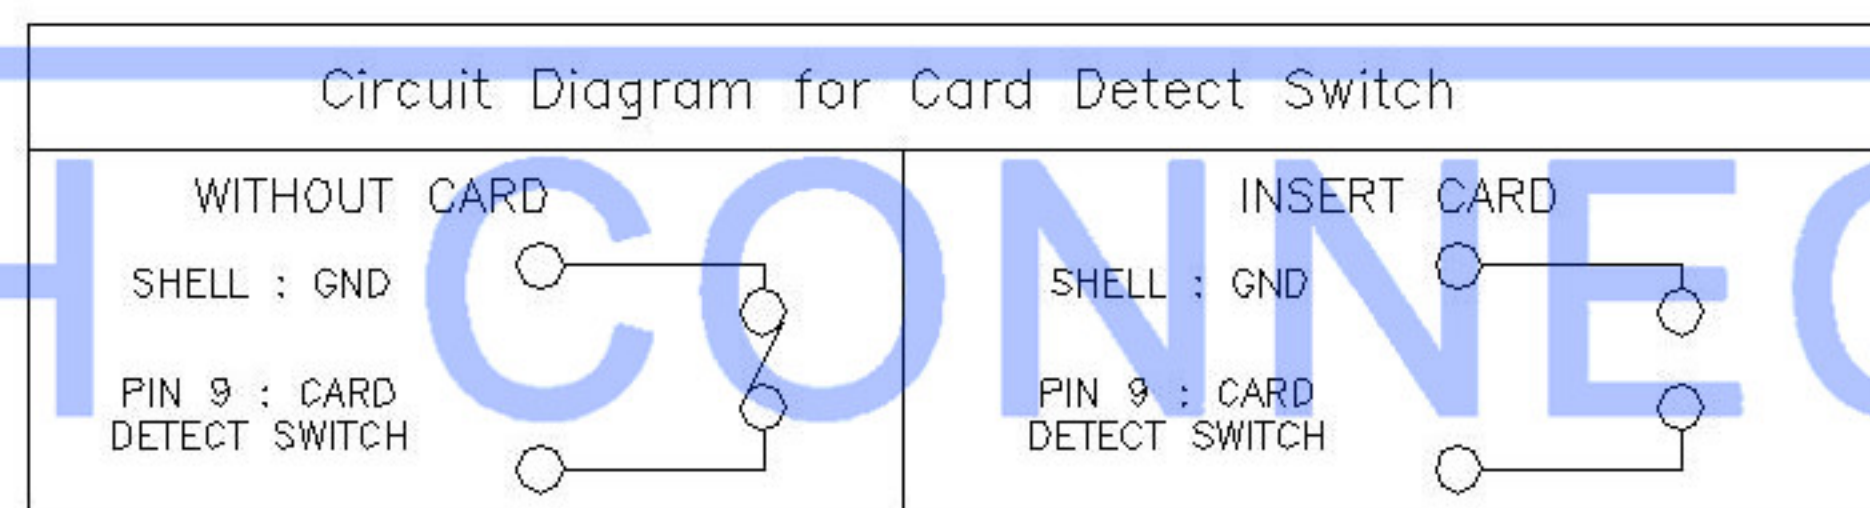 Circuit Diagram for Card Detect Switch
WITHOUT CARD
SHELL : GND
PIN 9 : CARD
DETECT SWITCH
INSERT CARD
SHELL : GND
PIN 9 : CARD
DETECT SWITCH
H CONNEC